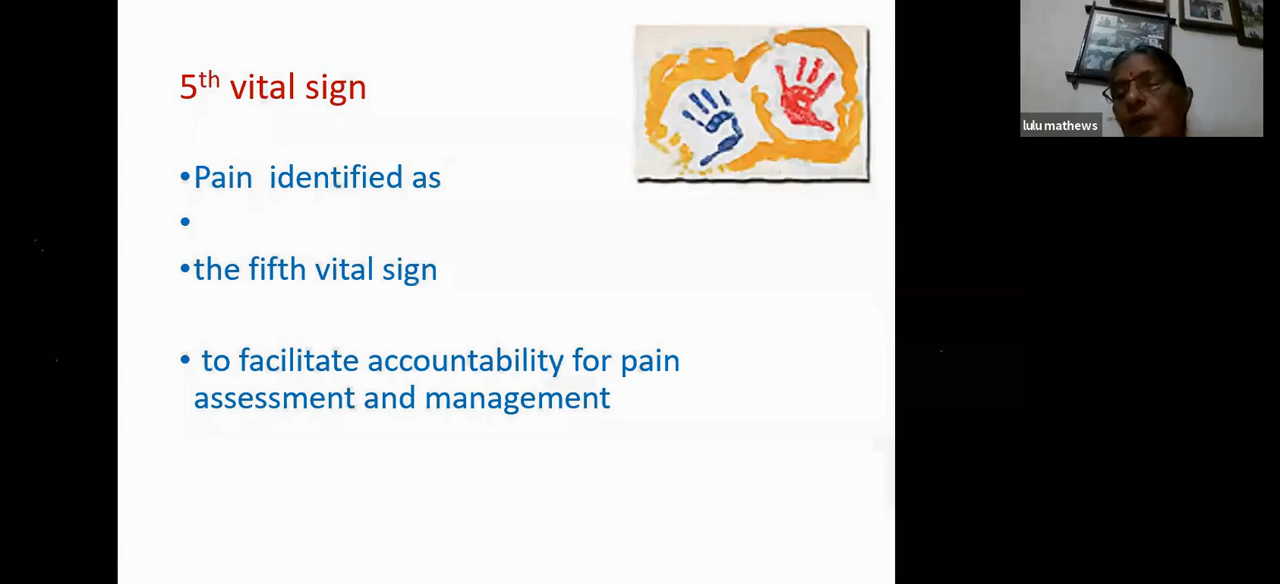 5th vital sign
•Pain identified as
•
•the fifth vital sign
• to facilitate accountability for pain
assessment and management
lulu mathews